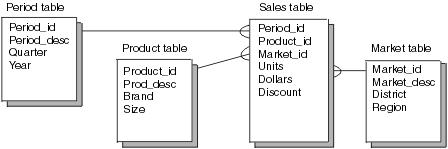 Period table
Period_id
Period_desc
Quarter
Year
Product table
Product_id
Prod_desc
Brand
Size
Sales table
Period_id
Product_id
Market_id
Units
Dollars
Discount
Market table
Market_id
Market_desc
District
Region